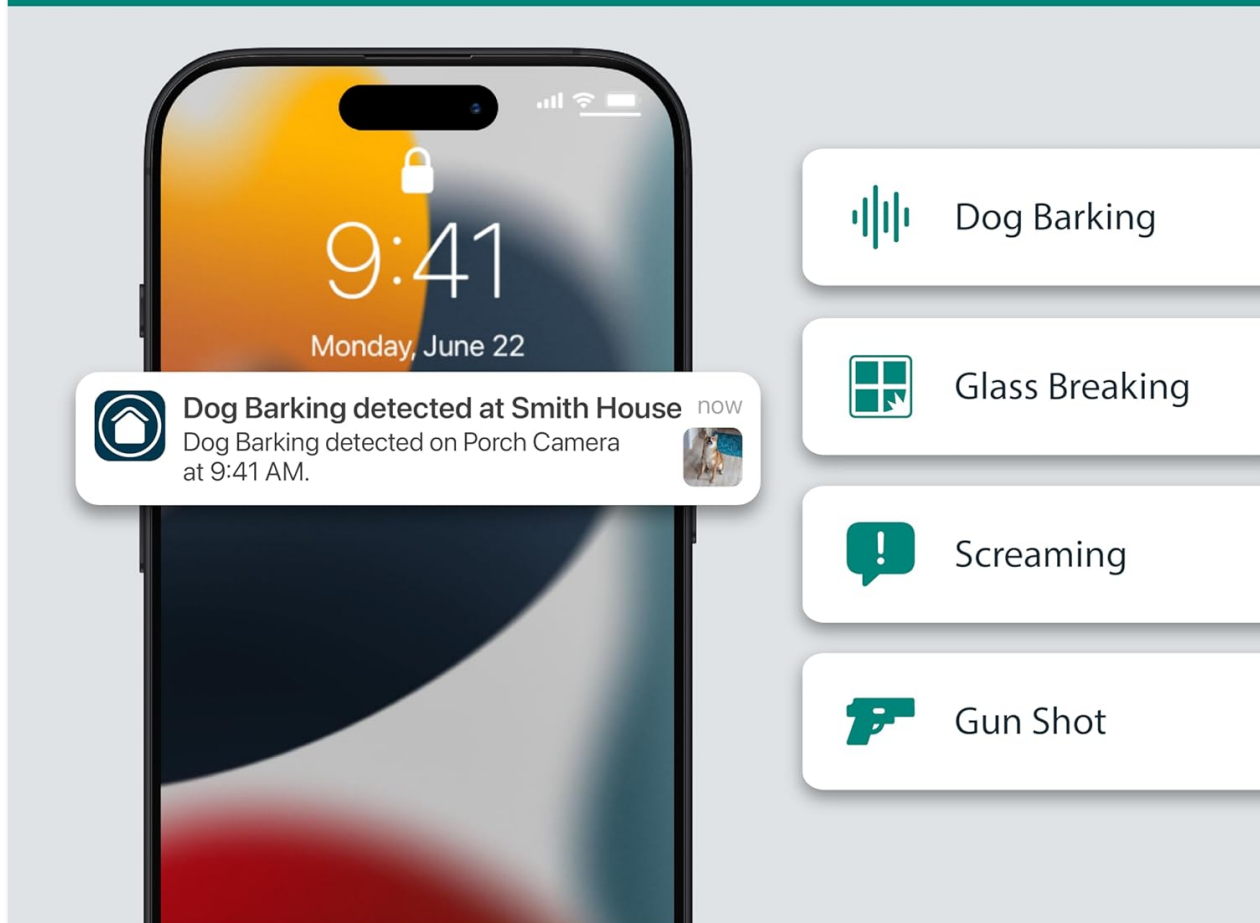 9:41
Monday, June 22
Dog Barking detected at Smith House now
Dog Barking detected on Porch Camera
at 9:41 AM.
Dog Barking
Glass Breaking
!
Screaming
Gun Shot